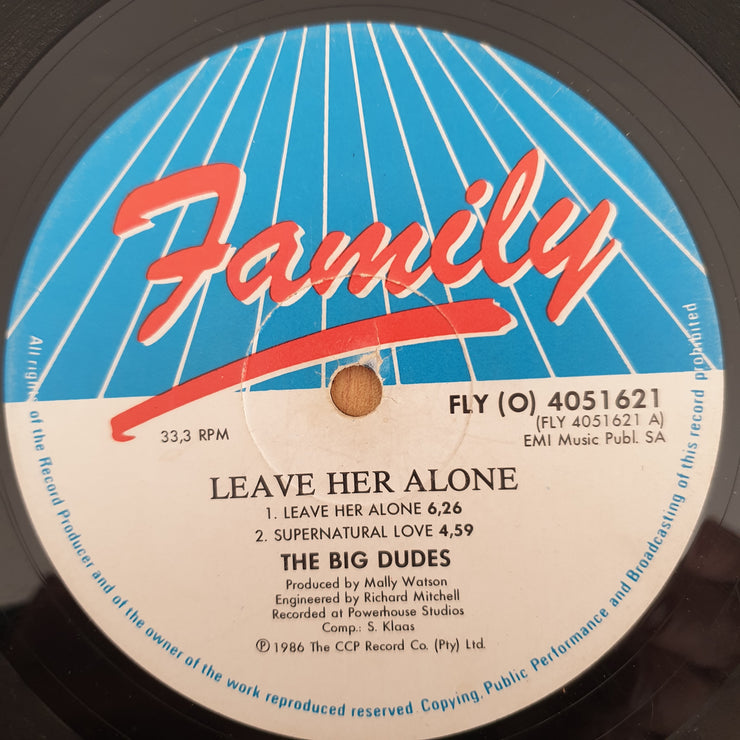 Family
FLY (O) 4051621
(FLY 4051621 A)
EMI Music Publ. SA
33,3 RPM
LEAVE HER ALONE
1. LEAVE HER ALONE 6,26
2. SUPERNATURAL LOVE 4,59
THE BIG DUDES
Produced by Mally Watson
Engineered by Richard Mitchell
Recorded at Powerhouse Studios
Comp.: S. Klaas
℗ 1986 The CCP Record Co. (Pty) Ltd.
All rights of the Record Producer and of the owner of the work reproduced reserved. Copying, Public Performance and Broadcasting of this record prohibited